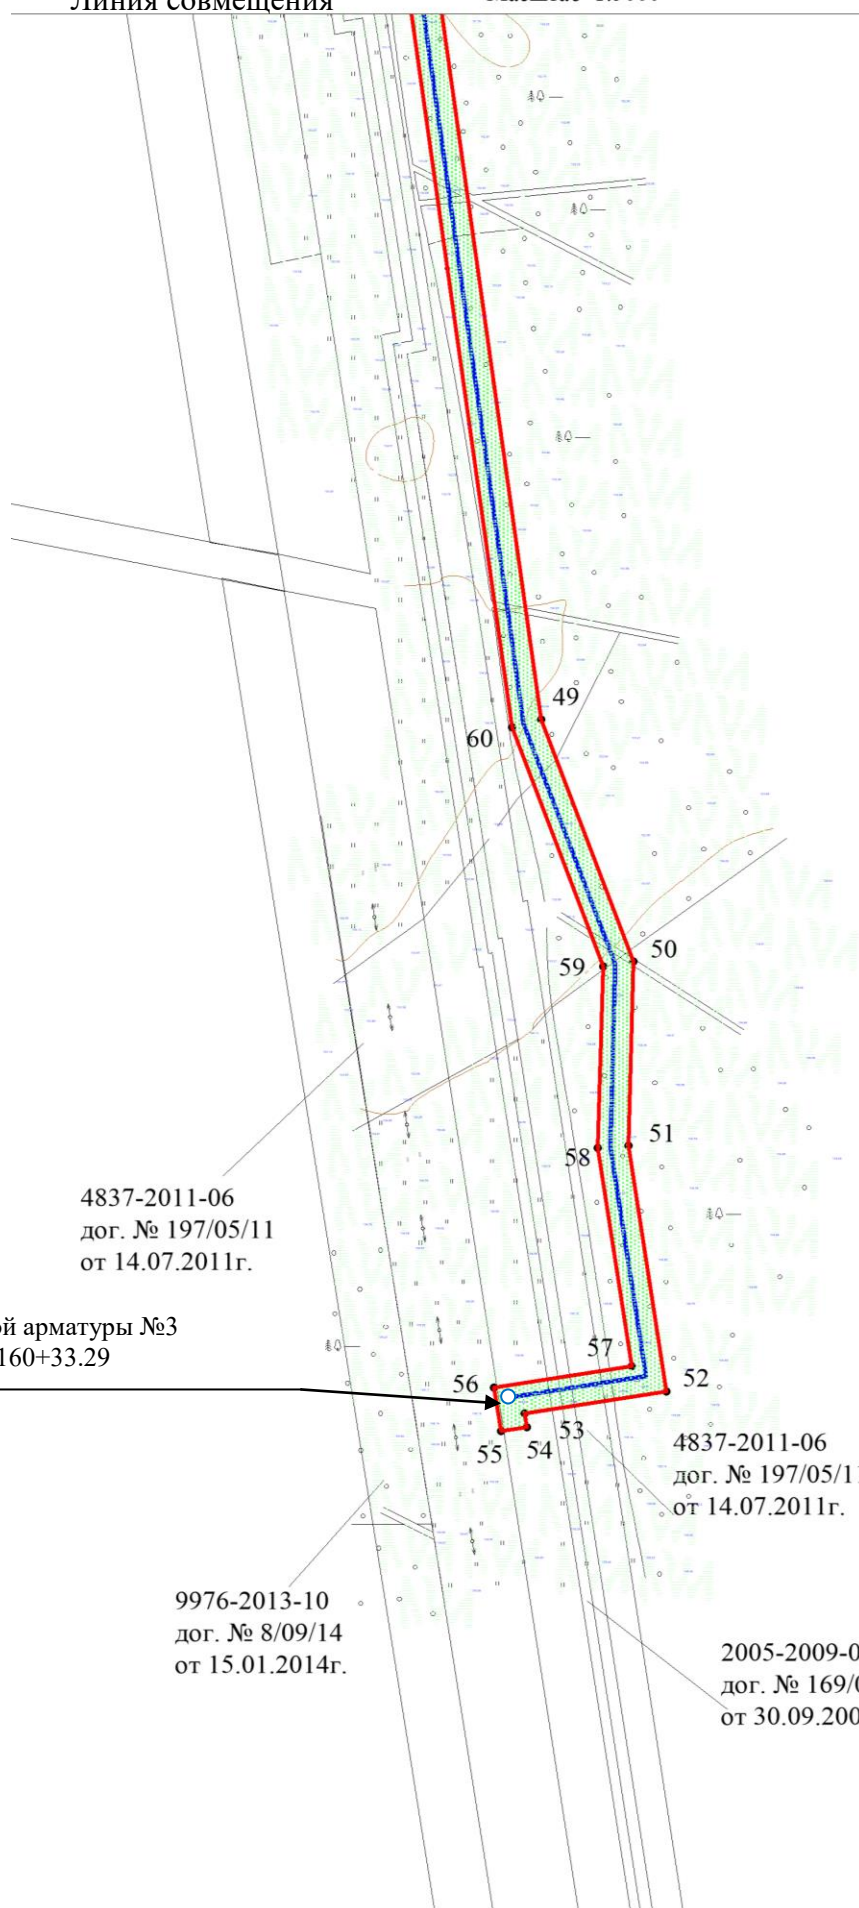 Линия совмещения
49
60
50
59
51
58
4837-2011-06
дог. № 197/05/11
от 14.07.2011г.
арматуры №3
160+33.29
57
56
52
53
55
54
4837-2011-06
дог. № 197/05/11
от 14.07.2011г.
9976-2013-10
дог. № 8/09/14
от 15.01.2014г.
2005-2009-0
дог. № 169/0
от 30.09.200